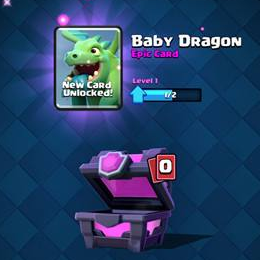 Baby Dragon
Epic Card
Level 1
1/2
New Card
Unlocked!
0